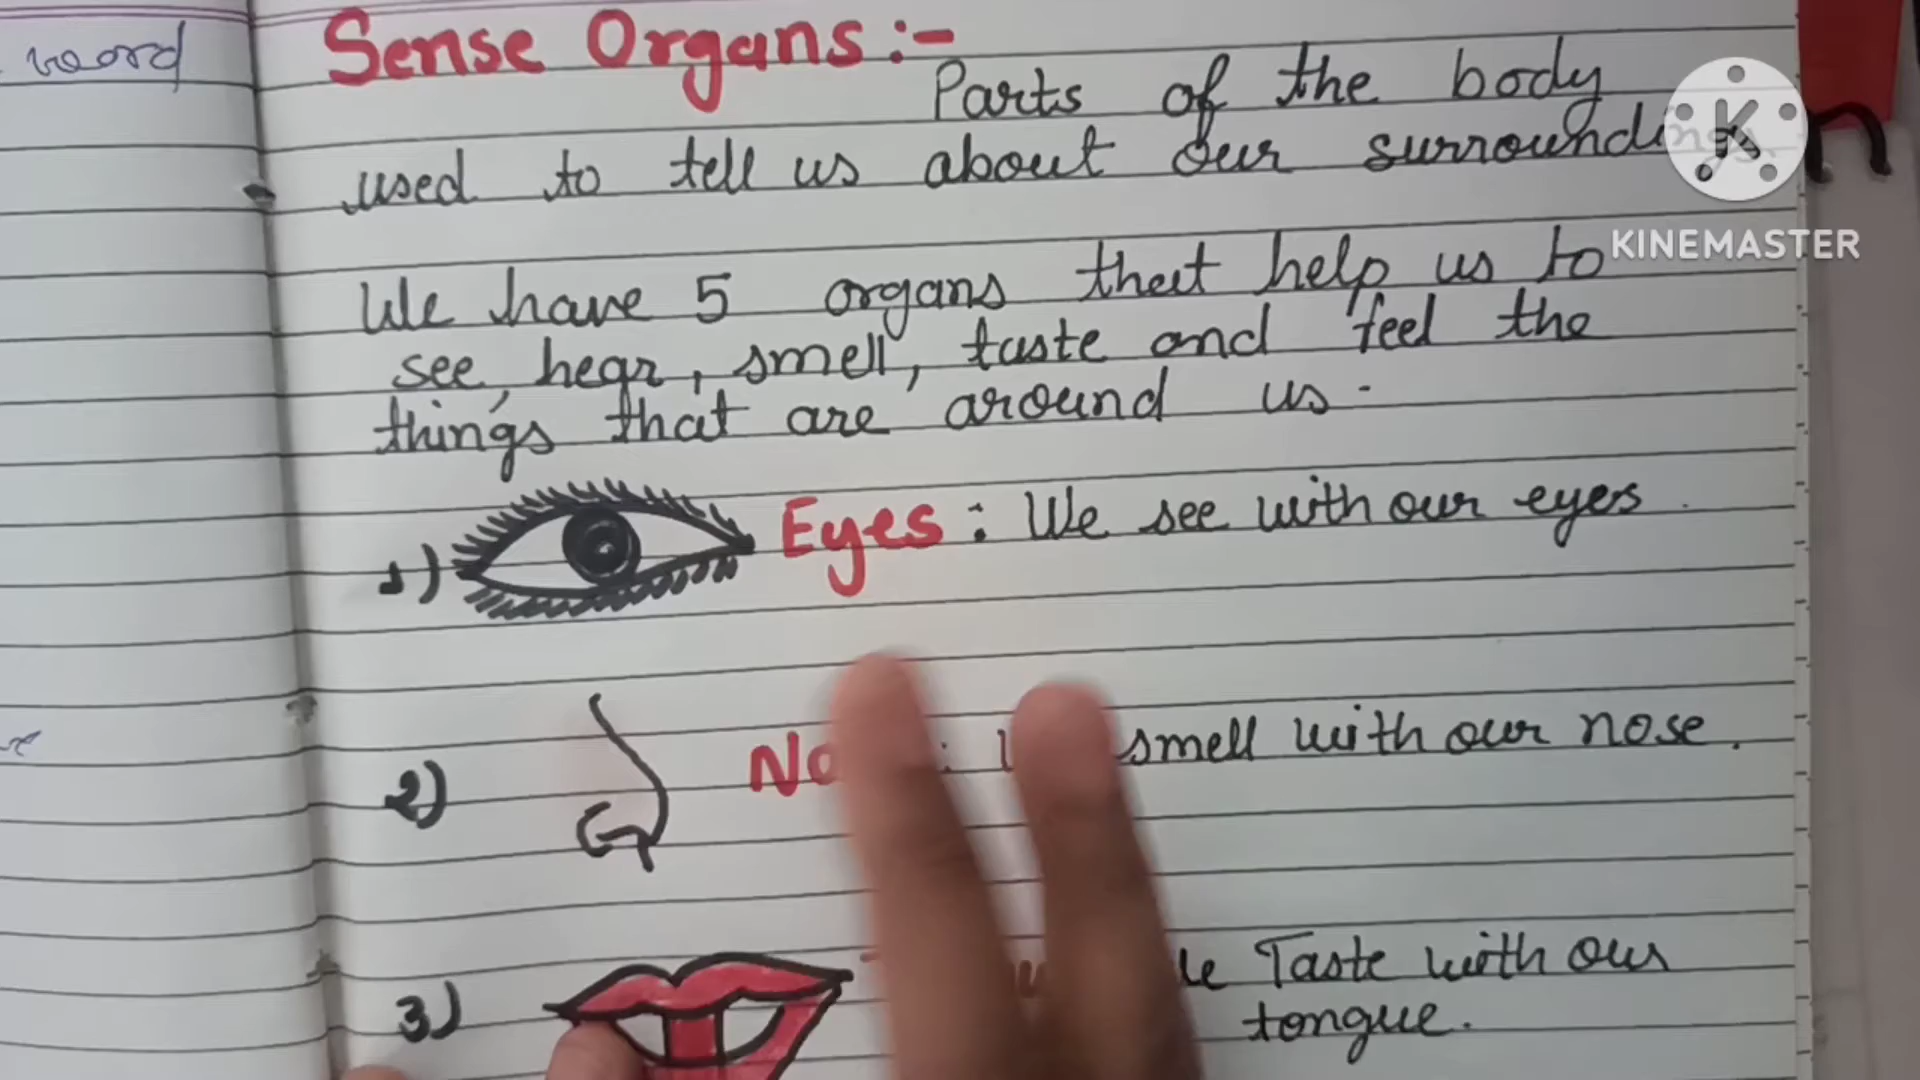 word
Sense Organs:-
Parts of the body
used to tell us about our surroundings.
We have 5 organs that help us to
see, hear, smell, taste and feel the
things that are around us.
1) Eyes: We see with our eyes.
2) : smell with our nose.
3) Taste with our
tongue.
K
KINEMASTER